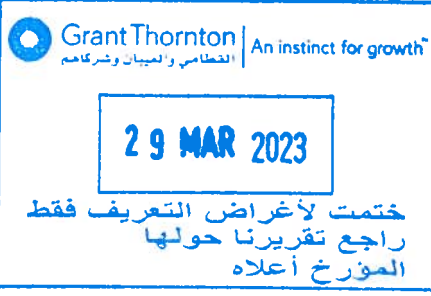 Grant Thornton | An instinct for growth™
القطامي والعيبان وشركاهم
29 MAR 2023
ختمت لأغراض التعريف فقط
راجع تقريرنا حولها
المؤرخ أعلاه